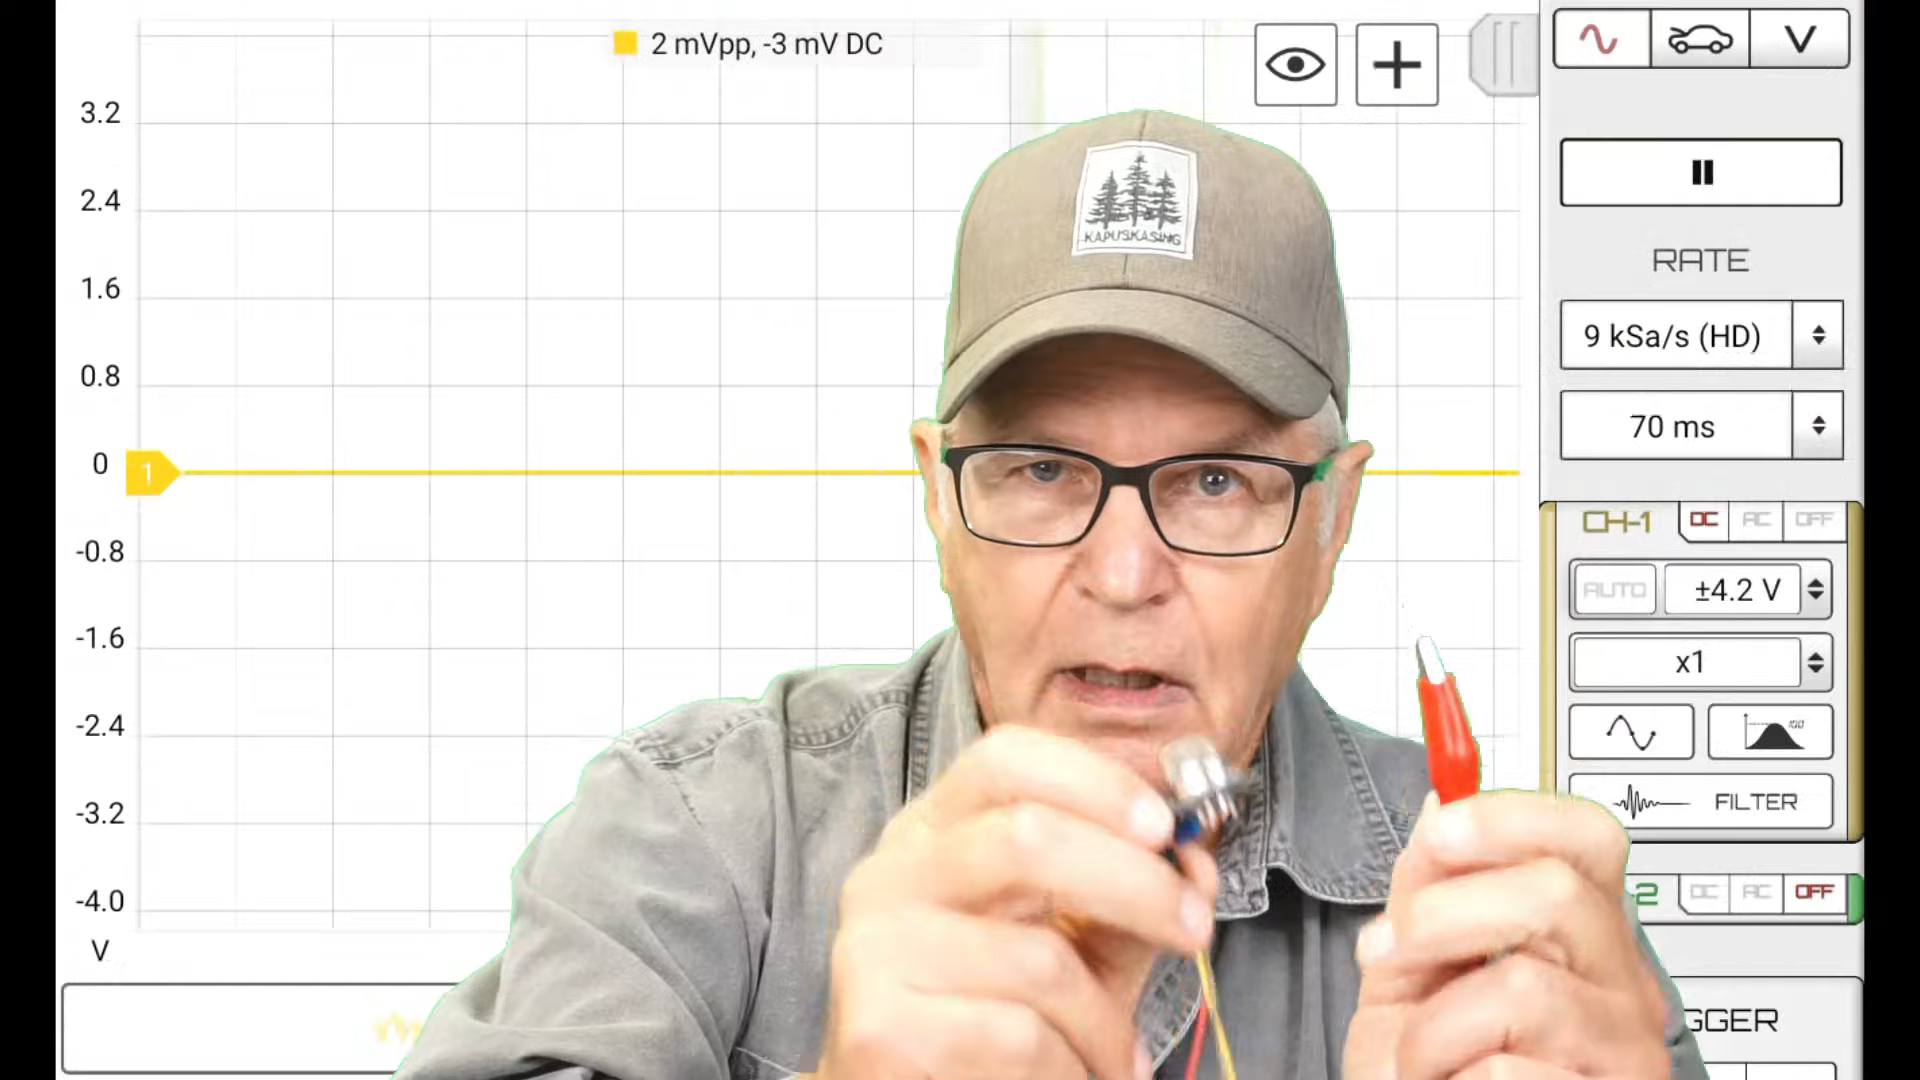 2 mVpp, -3 mV DC
V
3.2
2.4
1.6
0.8
0
-0.8
-1.6
-2.4
-3.2
-4.0
V
1
KAPUSKASING
RATE
9 kSa/s (HD)
70 ms
CH-1 DC AC OFF
AUTO ±4.2 V
x1
100
FILTER
-2 DC AC OFF
GGER